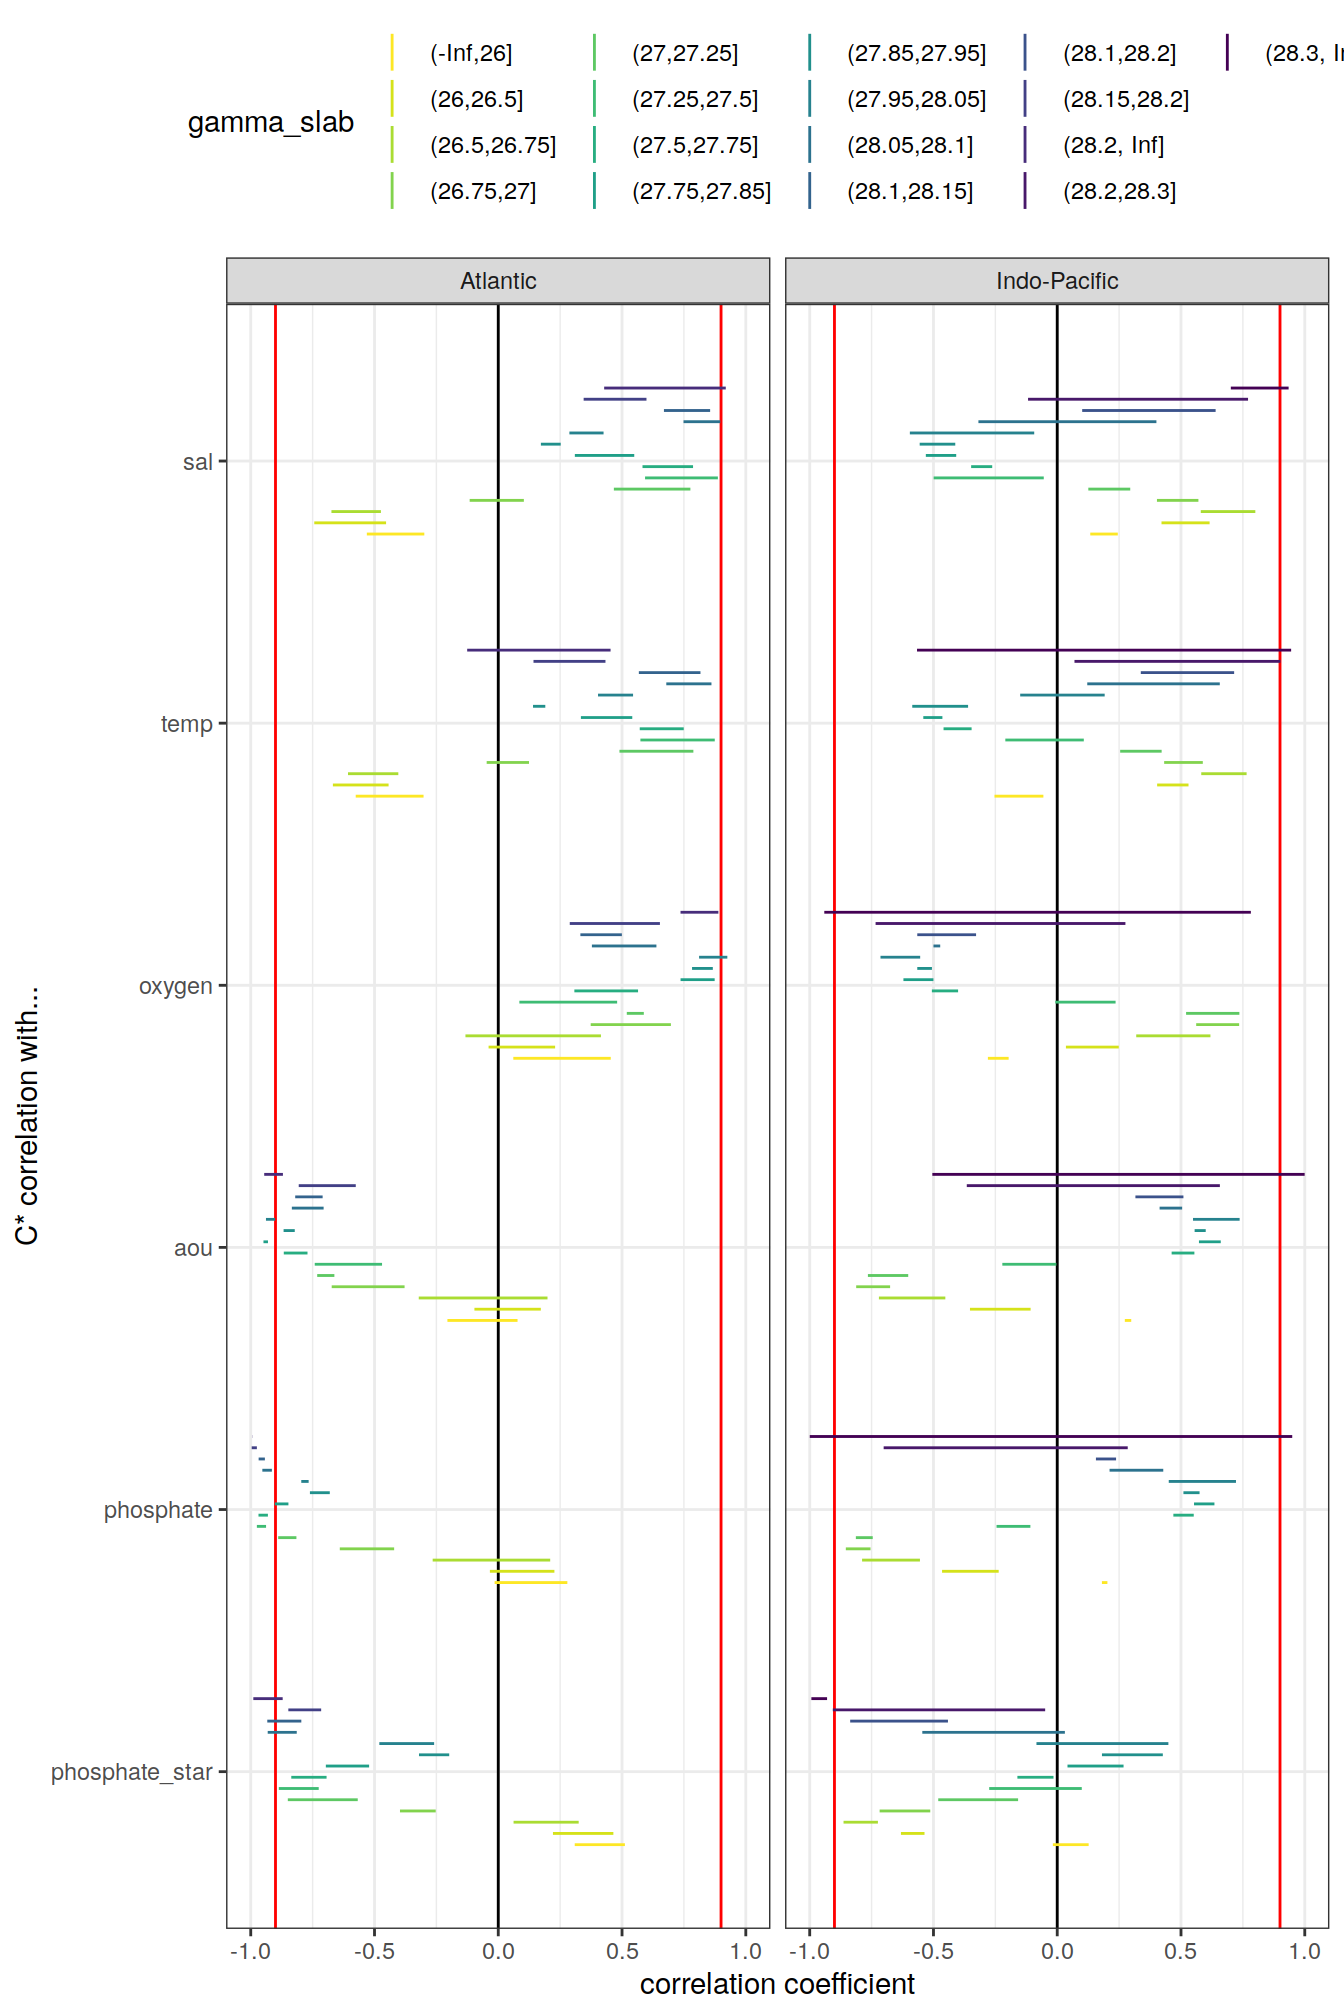 gamma_slab
(-Inf,26]
(26,26.5]
(26.5,26.75]
(26.75,27]
(27,27.25]
(27.25,27.5]
(27.5,27.75]
(27.75,27.85]
(27.85,27.95]
(27.95,28.05]
(28.05,28.1]
(28.1,28.15]
(28.1,28.2]
(28.15,28.2]
(28.2, Inf]
(28.2,28.3]
(28.3,
Atlantic
Indo-Pacific
C* correlation with...
sal
temp
oxygen
aou
phosphate
phosphate_star
-1.0 -0.5 0.0 0.5 1.0
-1.0 -0.5 0.0 0.5 1.0
correlation coefficient